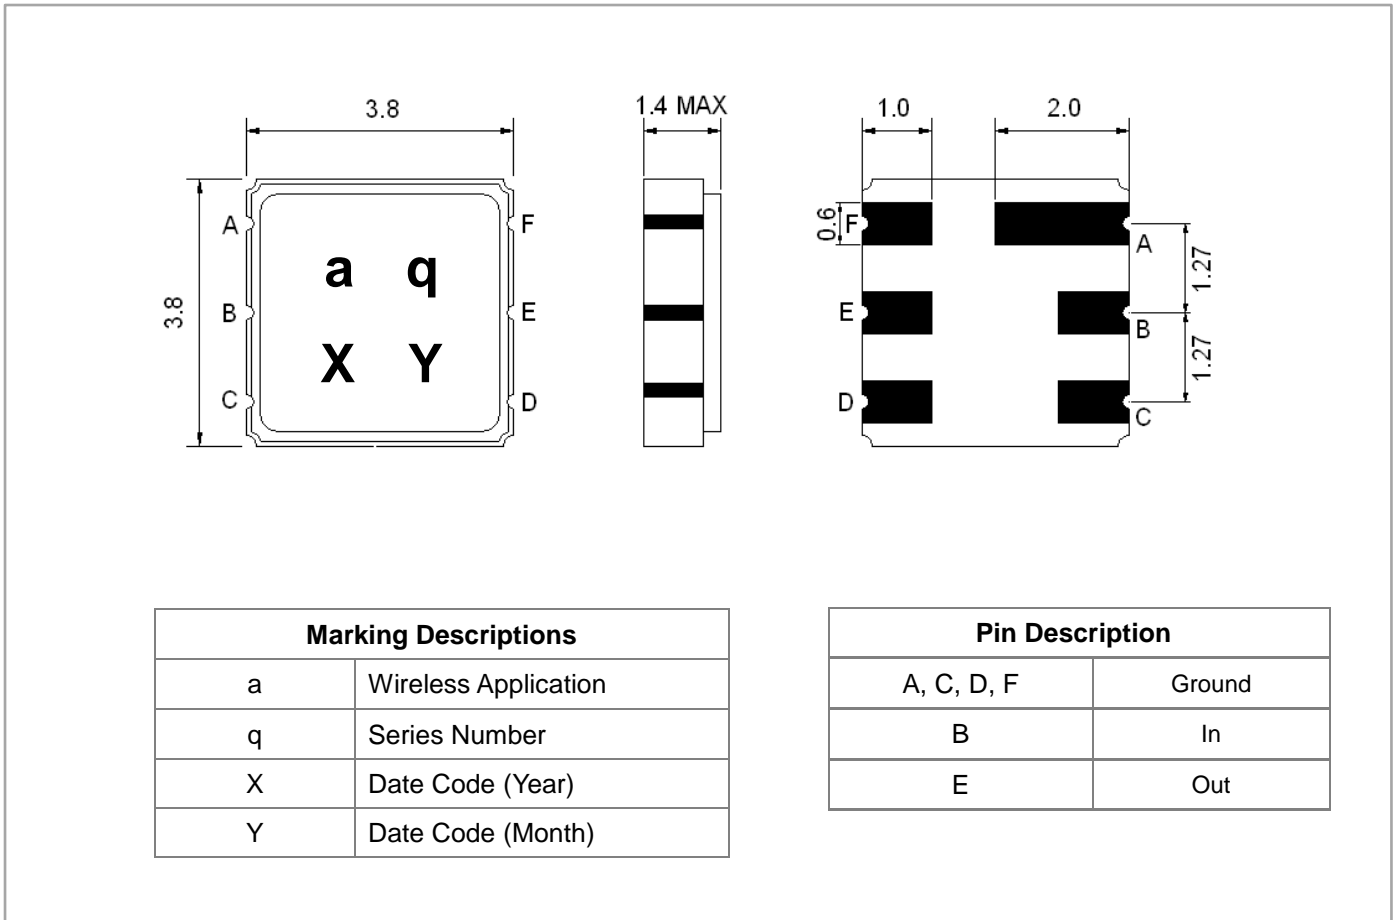 3.8
1.4 MAX
1.0
2.0
3.8
A
B
C
F
E
D
a q
X Y
0.6
F
E
D
A
B
C
1.27
1.27
Marking Descriptions
a Wireless Application
q Series Number
X Date Code (Year)
Y Date Code (Month)
Pin Description
A, C, D, F Ground
B In
E Out